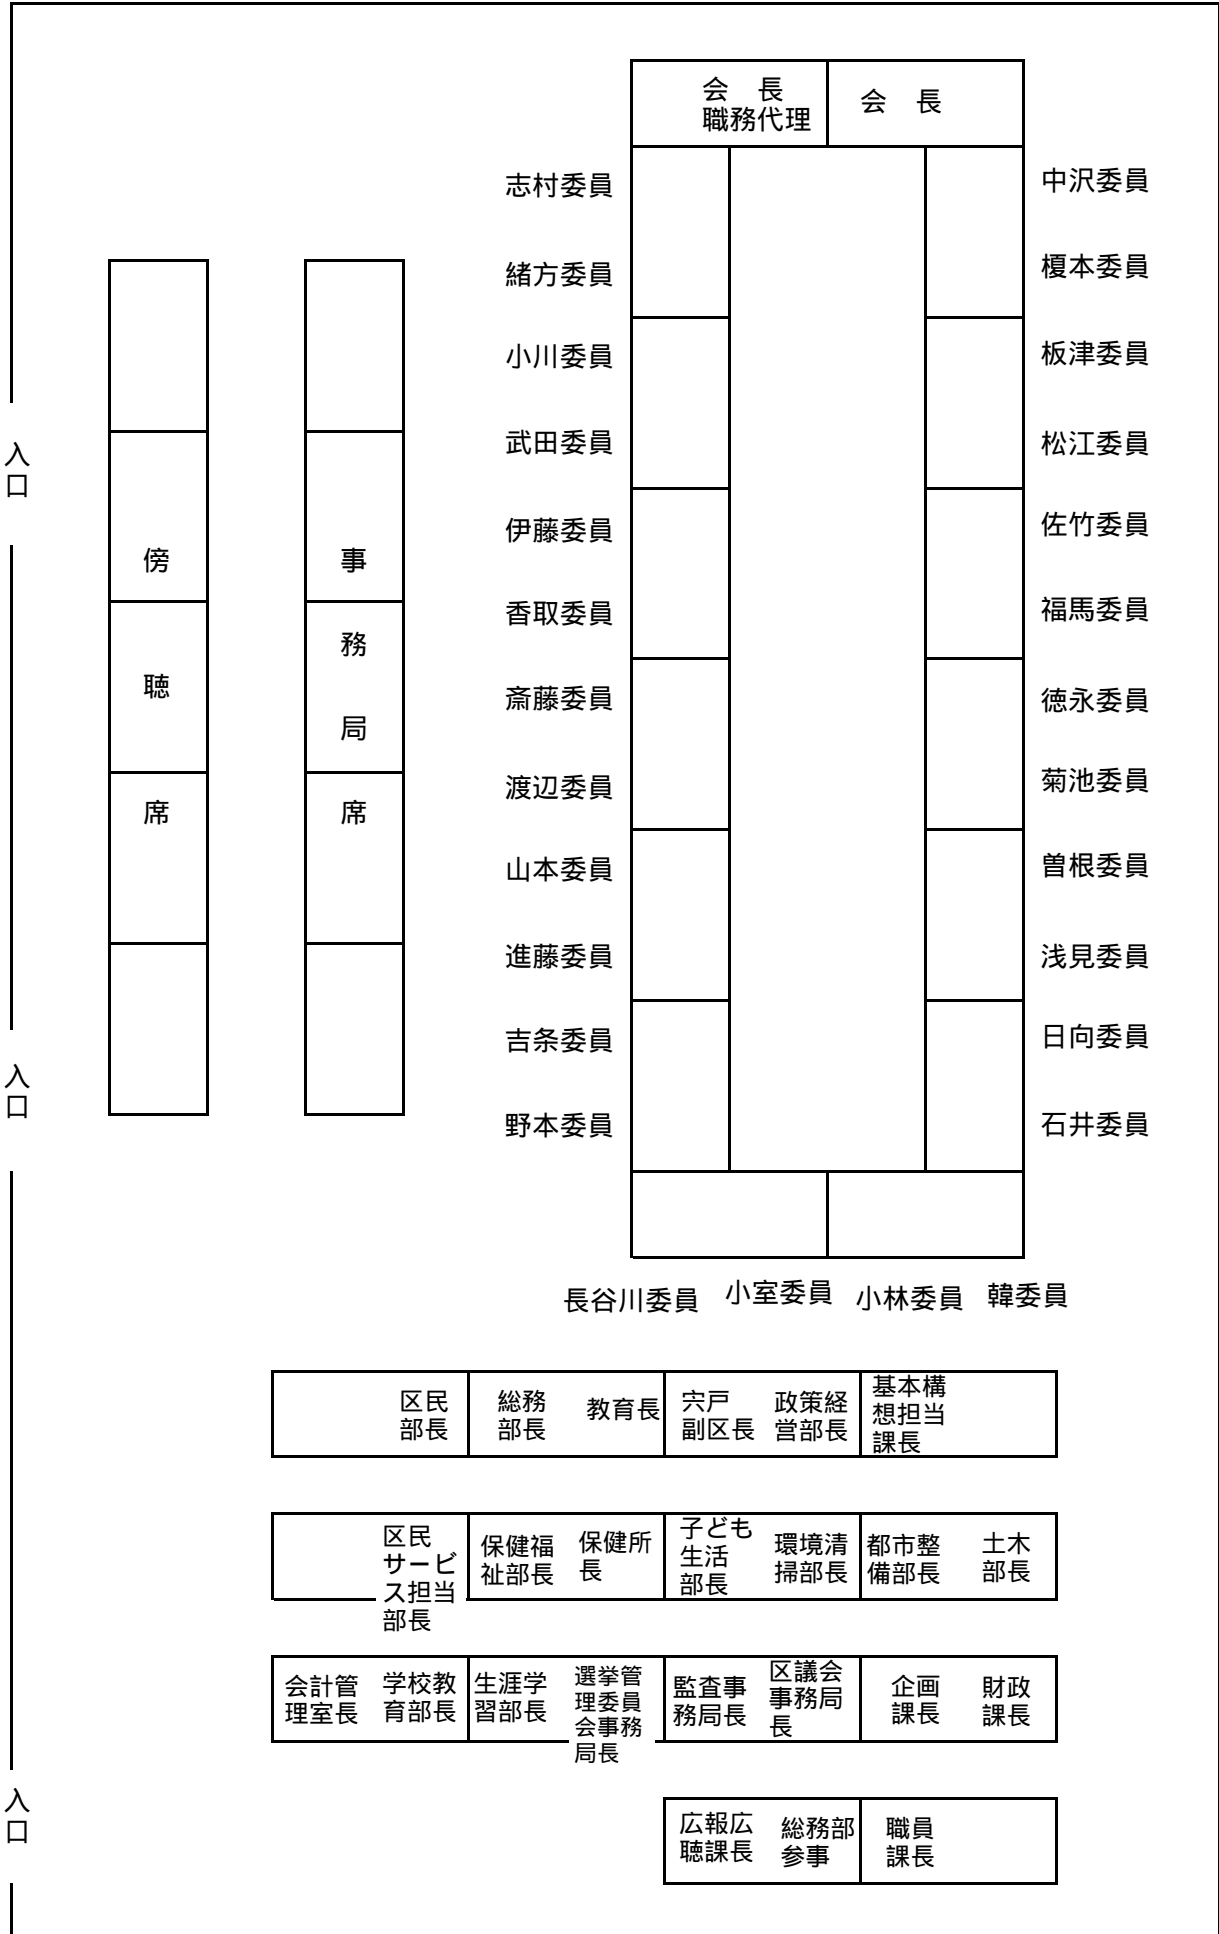 会　長
職務代理
会　長
志村委員
中沢委員
緒方委員
榎本委員
小川委員
板津委員
武田委員
松江委員
伊藤委員
佐竹委員
香取委員
福馬委員
斎藤委員
徳永委員
渡辺委員
菊池委員
山本委員
曽根委員
進藤委員
浅見委員
吉条委員
日向委員
野本委員
石井委員
入
口
傍
聴
席
事
務
局
席
入
口
長谷川委員
小室委員
小林委員
韓委員
区民
部長
総務
部長
教育長
宍戸
副区長
政策経
営部長
基本構
想担当
課長
区民
サービ
ス担当
部長
保健福
祉部長
保健所
長
子ども
生活
部長
環境清
掃部長
都市整
備部長
土木
部長
会計管
理室長
学校教
育部長
生涯学
習部長
選挙管
理委員
会事務
局長
監査事
務局長
区議会
事務局
長
企画
課長
財政
課長
入
口
広報広
聴課長
総務部
参事
職員
課長